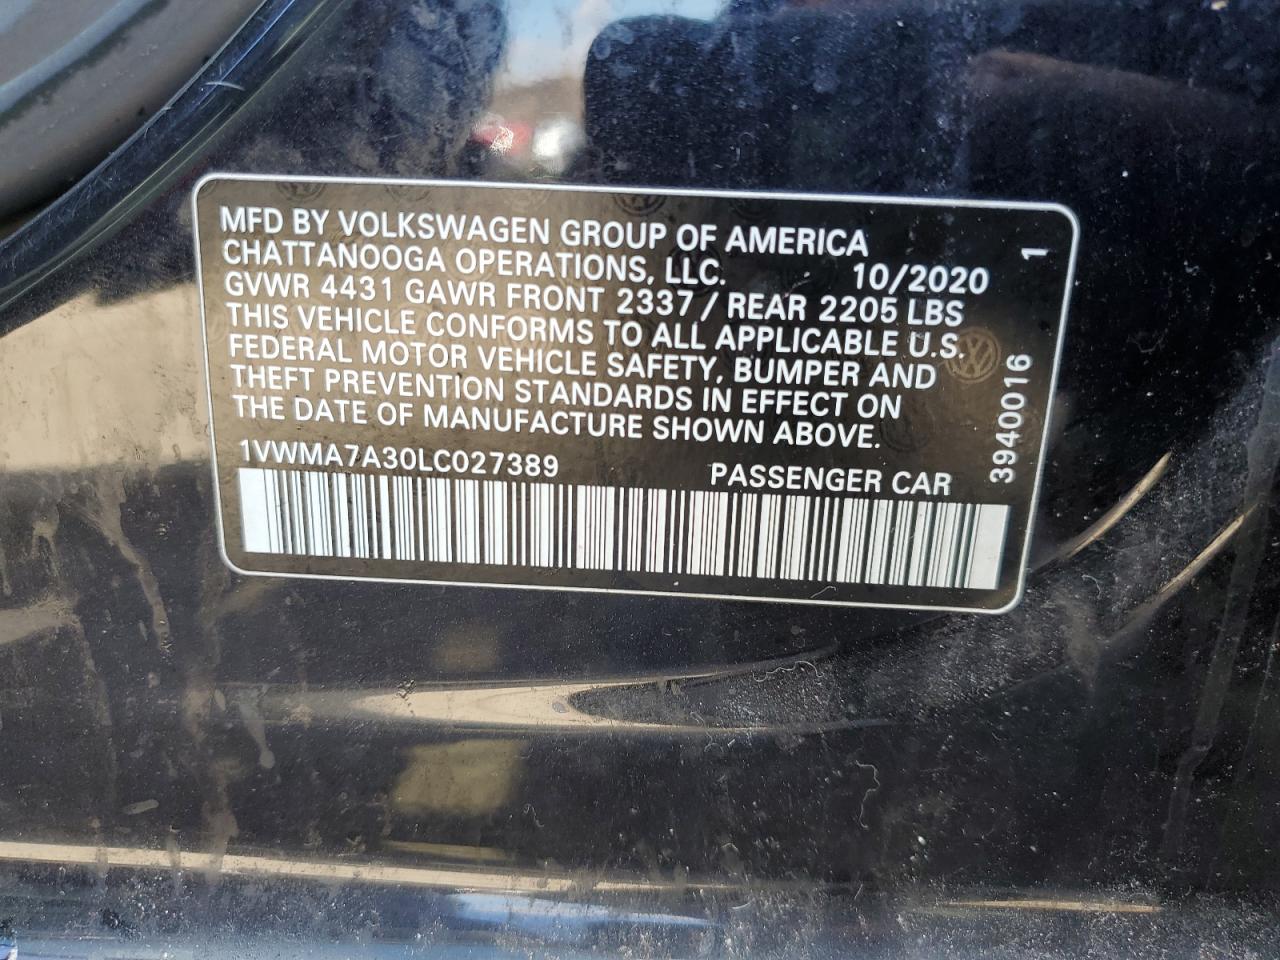 MFD BY VOLKSWAGEN GROUP OF AMERICA
CHATTANOOGA OPERATIONS, LLC. 10/2020
GVWR 4431 GAWR FRONT 2337 / REAR 2205 LBS
THIS VEHICLE CONFORMS TO ALL APPLICABLE U.S.
FEDERAL MOTOR VEHICLE SAFETY, BUMPER AND
THEFT PREVENTION STANDARDS IN EFFECT ON
THE DATE OF MANUFACTURE SHOWN ABOVE.
1VWMA7A30LC027389 PASSENGER CAR
3940016 1